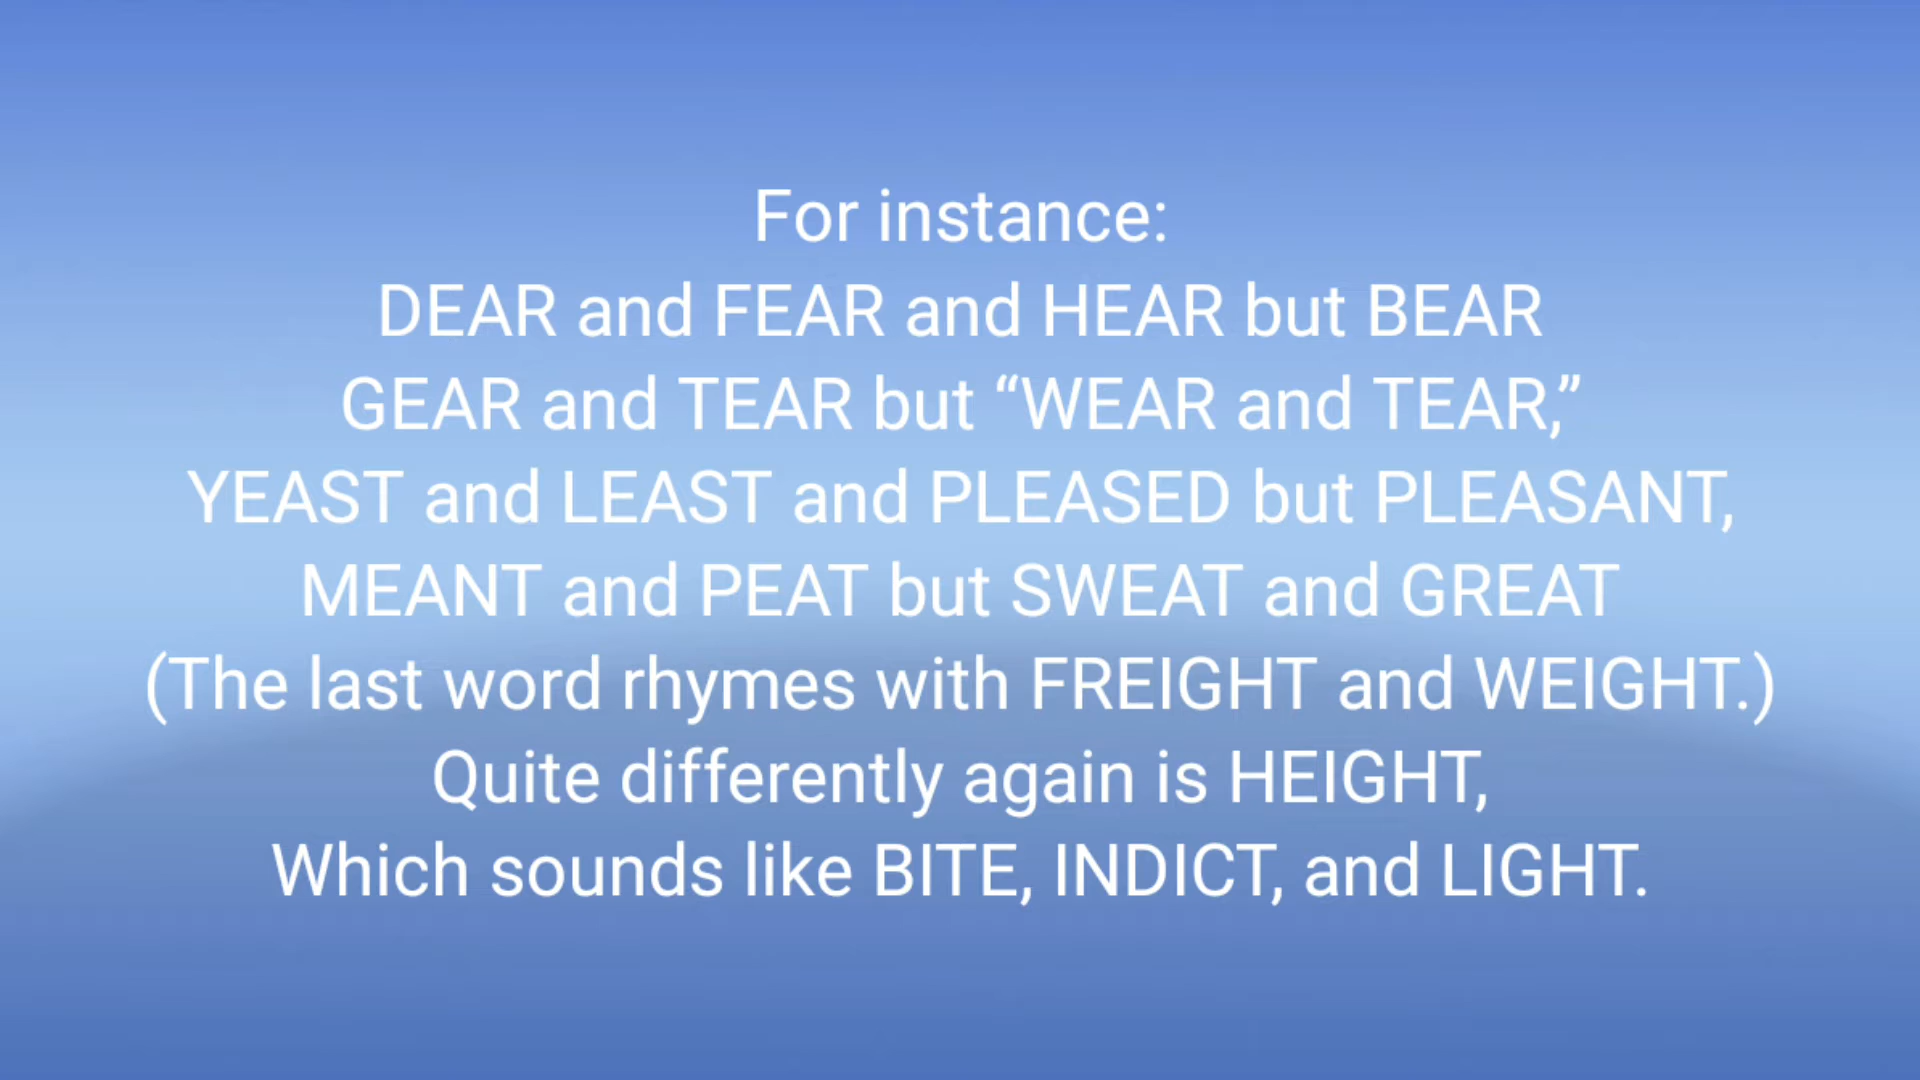 For instance:
DEAR and FEAR and HEAR but BEAR
GEAR and TEAR but “WEAR and TEAR,”
YEAST and LEAST and PLEASED but PLEASANT,
MEANT and PEAT but SWEAT and GREAT
(The last word rhymes with FREIGHT and WEIGHT.)
Quite differently again is HEIGHT,
Which sounds like BITE, INDICT, and LIGHT.